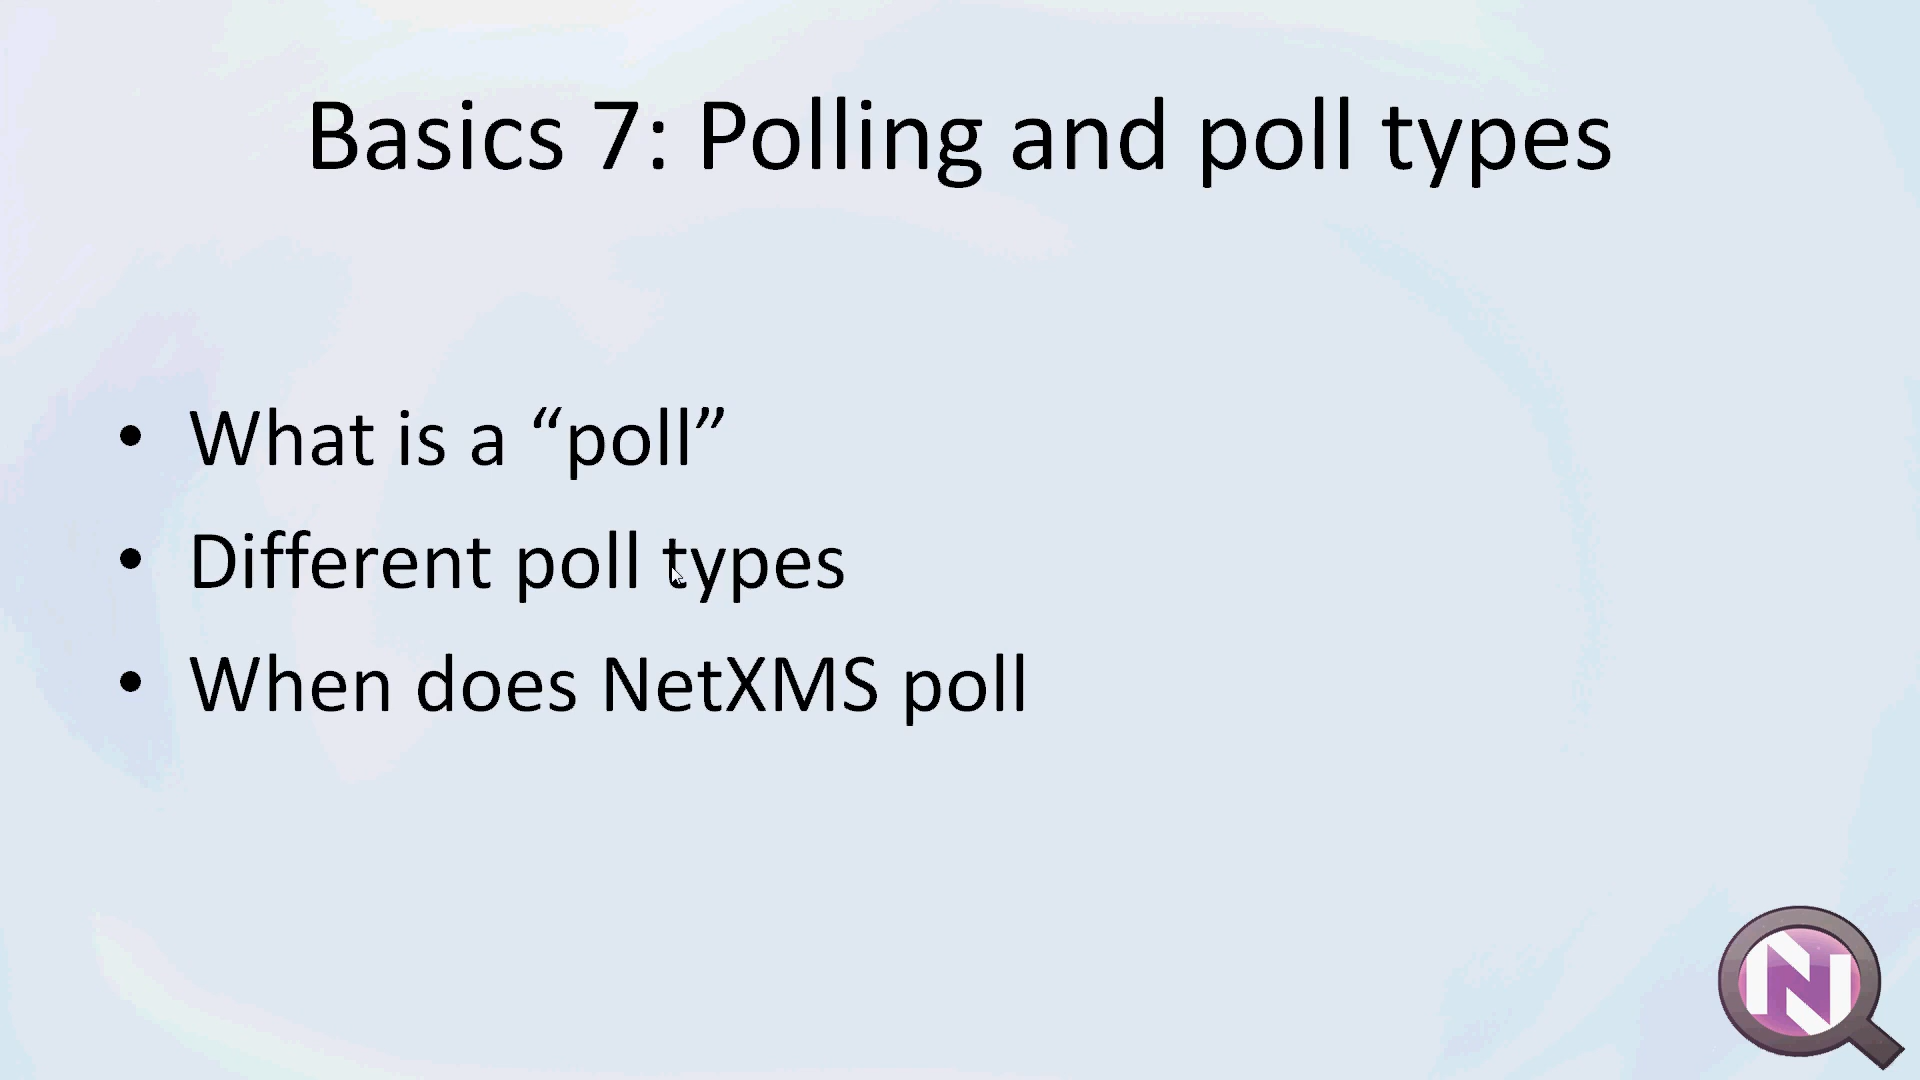 Basics 7: Polling and poll types
• What is a “poll”
• Different poll types
• When does NetXMS poll
N